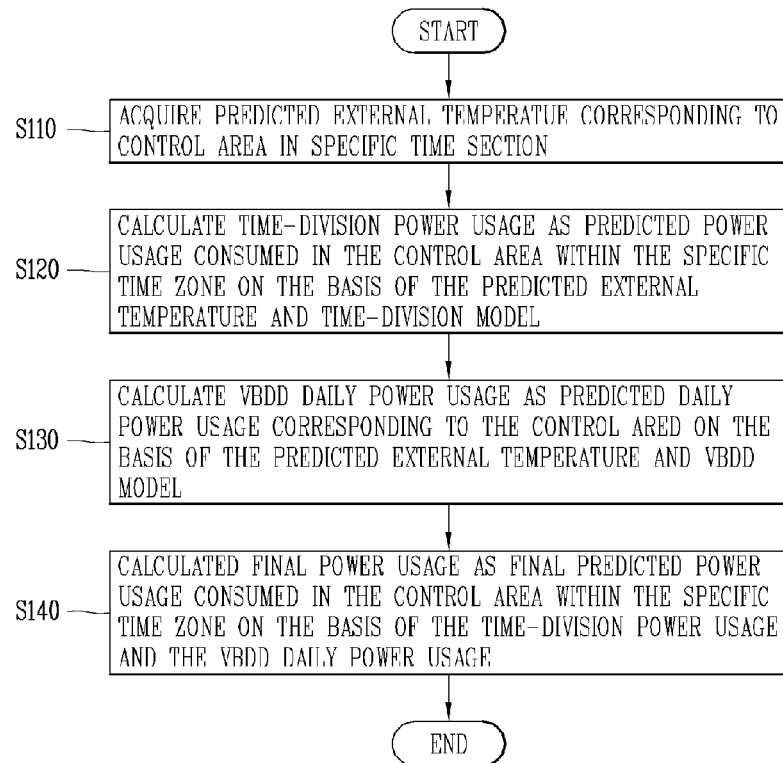 START
S110
ACQUIRE PREDICTED EXTERNAL TEMPERATUE CORRESPONDING TO
CONTROL AREA IN SPECIFIC TIME SECTION
S120
CALCULATE TIME-DIVISION POWER USAGE AS PREDICTED POWER
USAGE CONSUMED IN THE CONTROL AREA WITHIN THE SPECIFIC
TIME ZONE ON THE BASIS OF THE PREDICTED EXTERNAL
TEMPERATURE AND TIME-DIVISION MODEL
S130
CALCULATE VBDD DAILY POWER USAGE AS PREDICTED DAILY
POWER USAGE CORRESPONDING TO THE CONTROL ARED ON THE
BASIS OF THE PREDICTED EXTERNAL TEMPERATURE AND VBDD
MODEL
S140
CALCULATED FINAL POWER USAGE AS FINAL PREDICTED POWER
USAGE CONSUMED IN THE CONTROL AREA WITHIN THE SPECIFIC
TIME ZONE ON THE BASIS OF THE TIME-DIVISION POWER USAGE
AND THE VBDD DAILY POWER USAGE
END